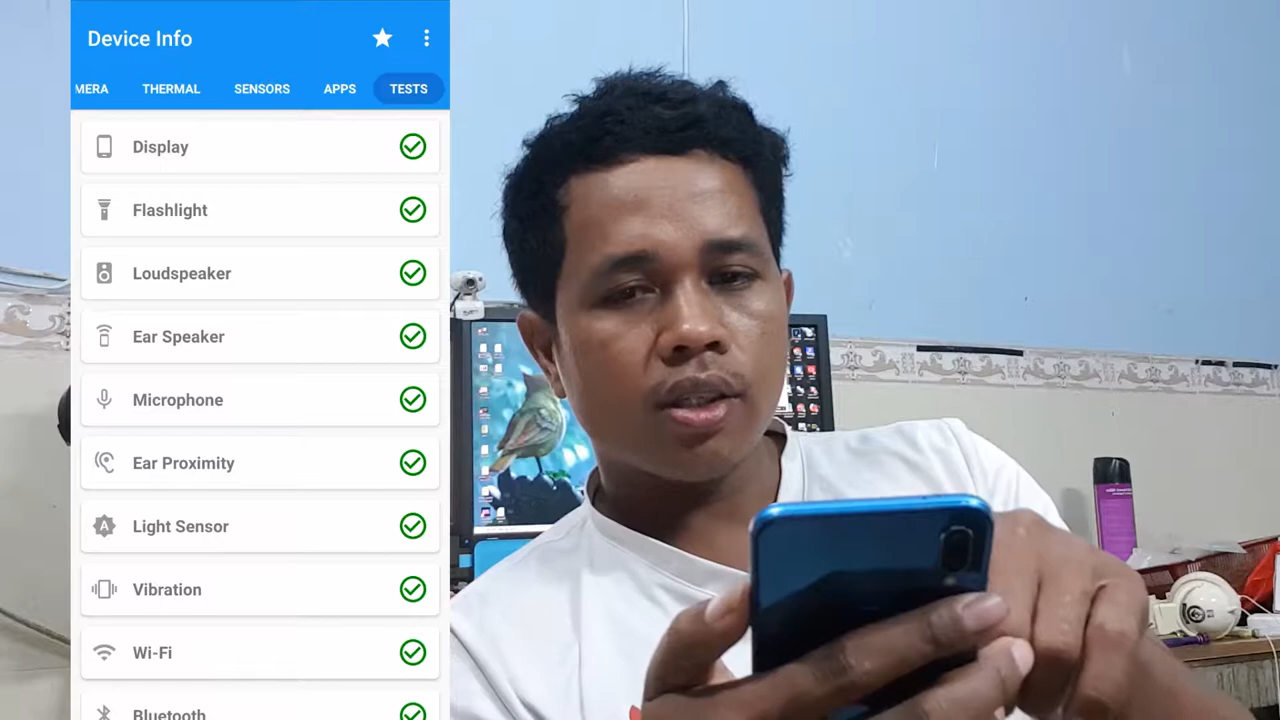 Device Info
MERA THERMAL SENSORS APPS TESTS
Display
Flashlight
Loudspeaker
Ear Speaker
Microphone
Ear Proximity
A Light Sensor
Vibration
Wi-Fi
Bluetooth